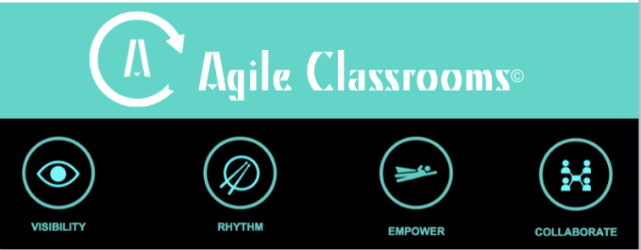 A Agile Classrooms©
VISIBILITY RHYTHM EMPOWER COLLABORATE